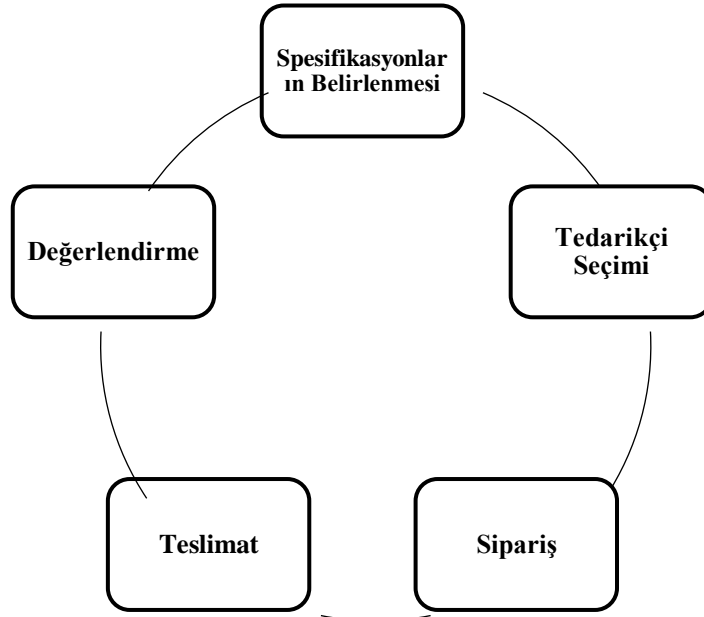 Spesifikasyonlar
ın Belirlenmesi
Tedarikçi
Seçimi
Sipariş
Teslimat
Değerlendirme